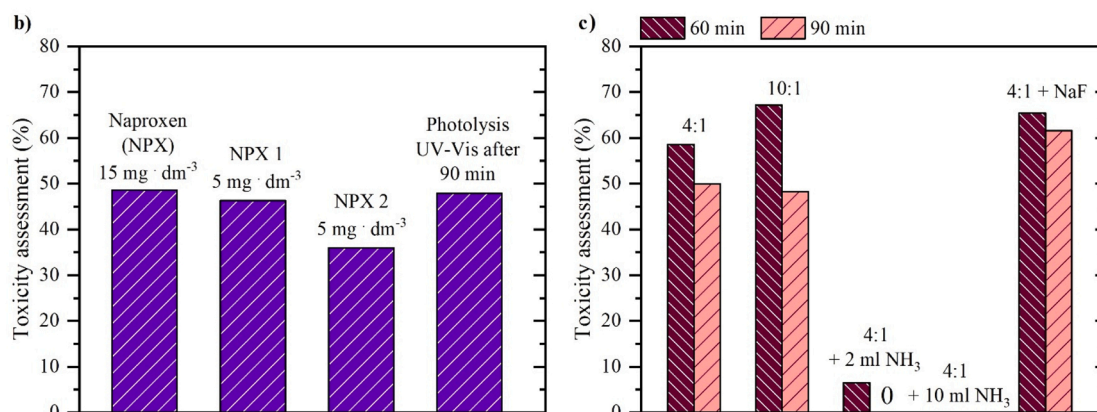 b)
80
70
60
50
40
30
20
10
0
Toxicity assessment (%)
Naproxen
(NPX)
15 mg · dm⁻³
NPX 1
5 mg · dm⁻³
NPX 2
5 mg · dm⁻³
Photolysis
UV-Vis after
90 min
c)
60 min
90 min
80
70
60
50
40
30
20
10
0
Toxicity assessment (%)
4:1
10:1
4:1
+ 2 ml NH₃
0
4:1
+ 10 ml NH₃
4:1 + NaF